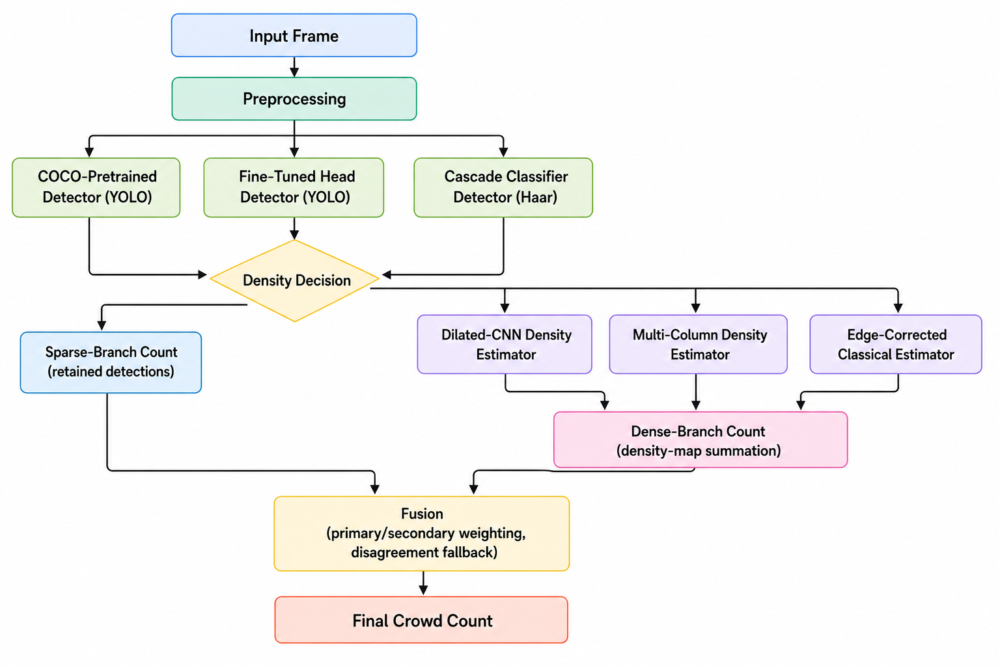 Input Frame
Preprocessing
COCO-Pretrained
Detector (YOLO)
Fine-Tuned Head
Detector (YOLO)
Cascade Classifier
Detector (Haar)
Density Decision
Sparse-Branch Count
(retained detections)
Dilated-CNN Density
Estimator
Multi-Column Density
Estimator
Edge-Corrected
Classical Estimator
Dense-Branch Count
(density-map summation)
Fusion
(primary/secondary weighting,
disagreement fallback)
Final Crowd Count